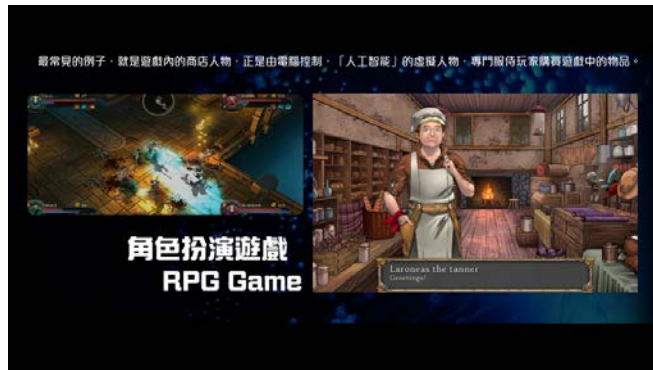 最常見的例子，就是遊戲內的商店人物，正是由電腦控制，「人工智能」的虛擬人物，專門服侍玩家購買遊戲中的物品。
角色扮演遊戲
RPG Game
Laroneas the tanner
Greetings!